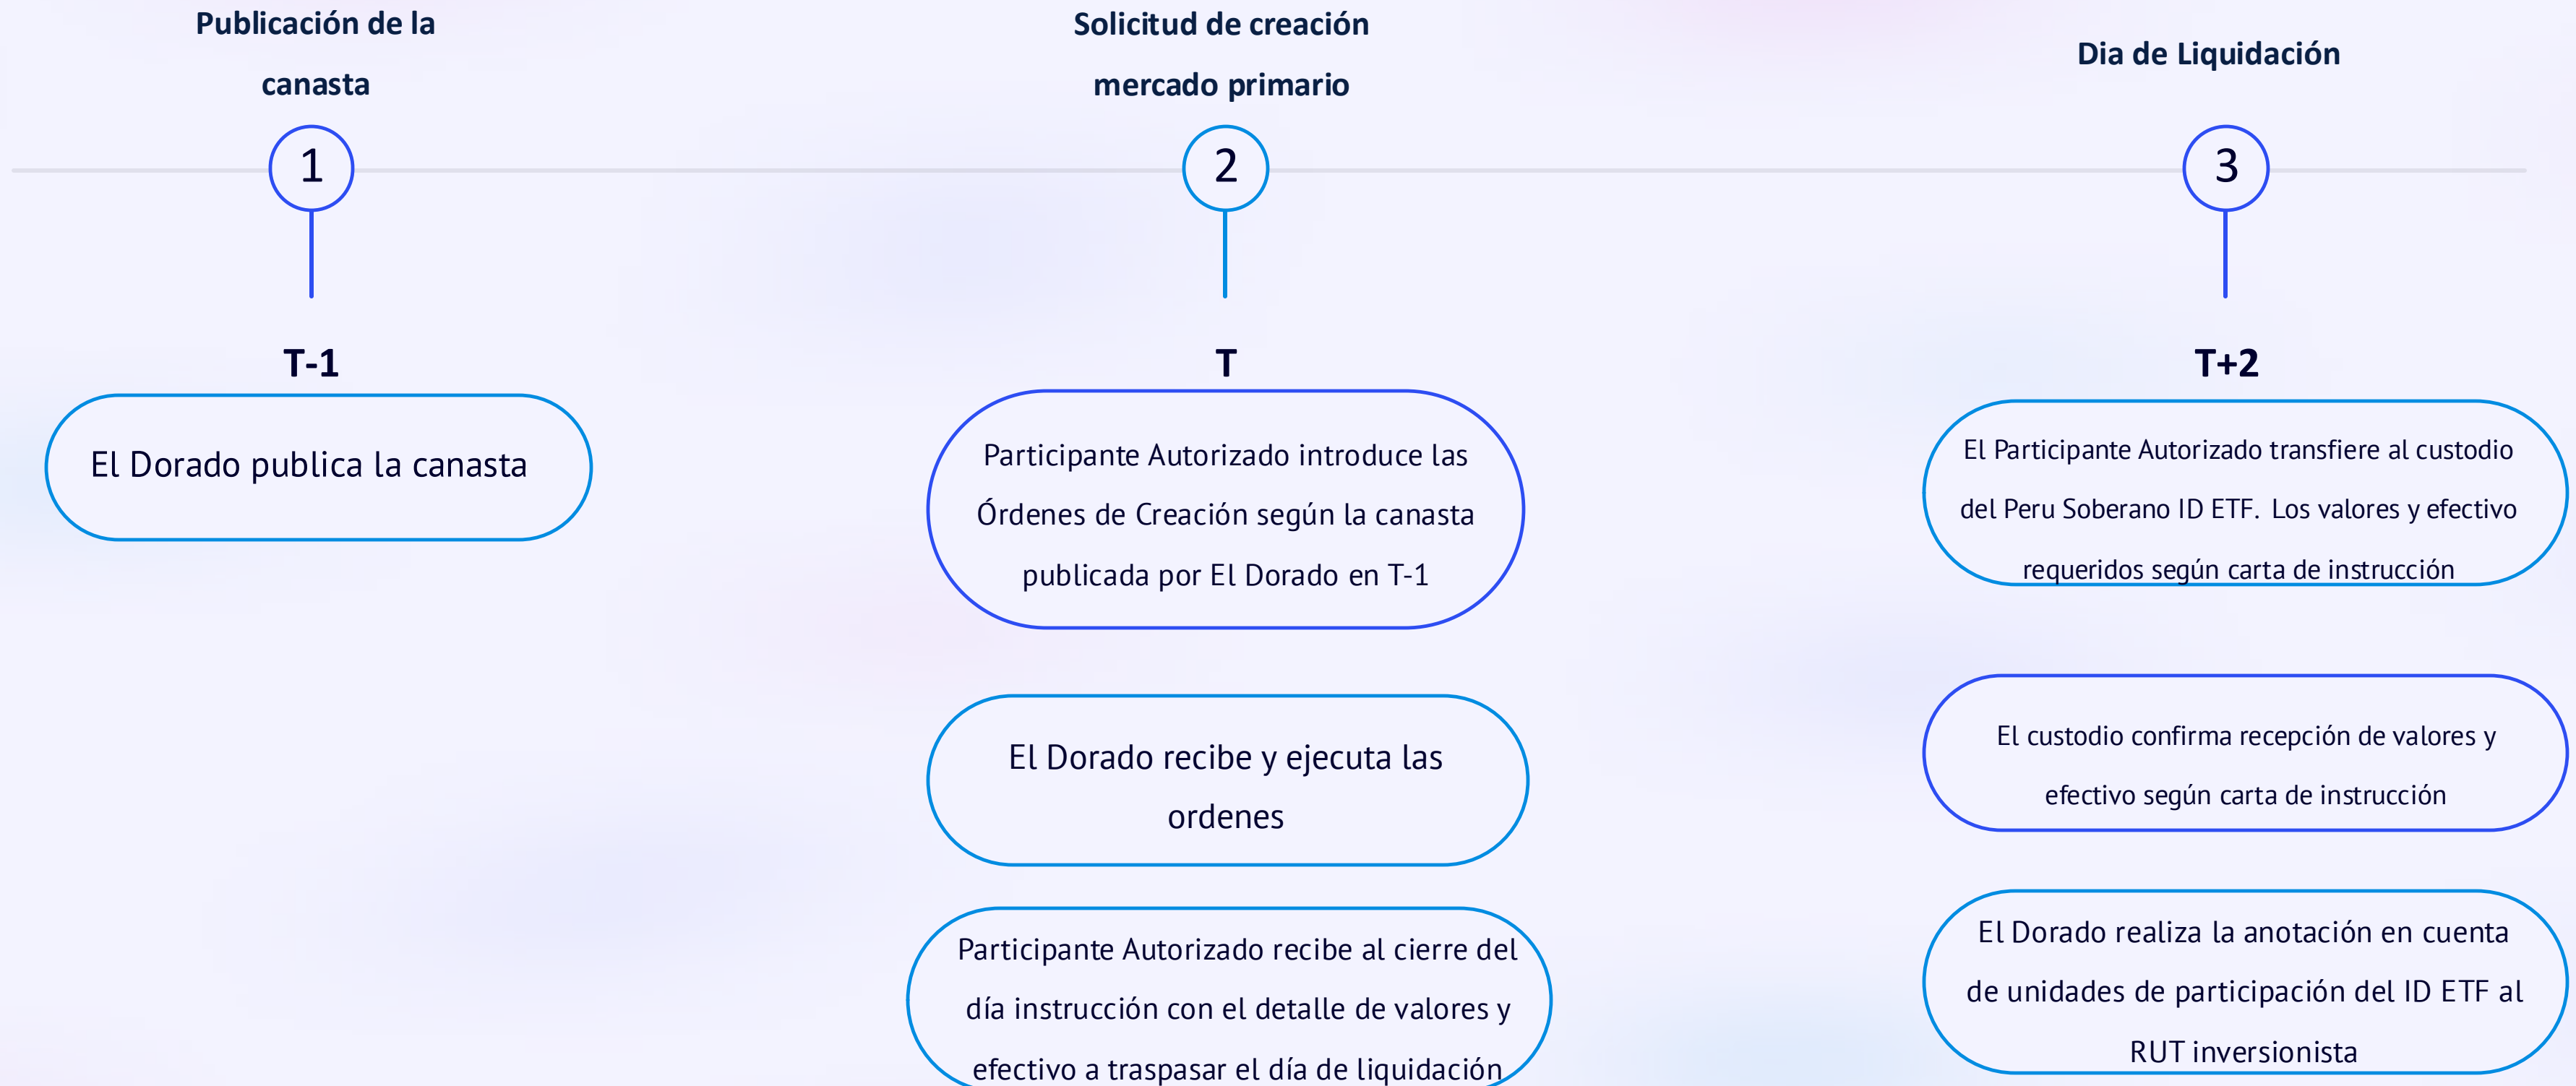 Publicación de la
canasta
1
T-1
El Dorado publica la canasta
Solicitud de creación
mercado primario
2
T
Participante Autorizado introduce las
Órdenes de Creación según la canasta
publicada por El Dorado en T-1
El Dorado recibe y ejecuta las
ordenes
Participante Autorizado recibe al cierre del
día instrucción con el detalle de valores y
efectivo a traspasar el día de liquidación
Dia de Liquidación
3
T+2
El Participante Autorizado transfiere al custodio
del Peru Soberano ID ETF. Los valores y efectivo
requeridos según carta de instrucción
El custodio confirma recepción de valores y
efectivo según carta de instrucción
El Dorado realiza la anotación en cuenta
de unidades de participación del ID ETF al
RUT inversionista